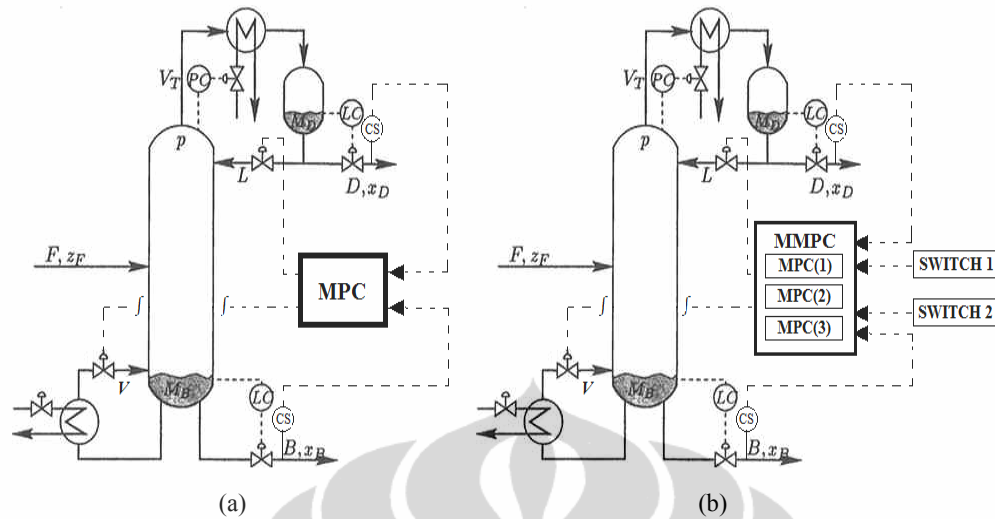 V_T
PC
p
M_D
LC
CS
L
D, x_D
F, z_F
MPC
∫
∫
V
M_B
LC
CS
B, x_B
(a)
V_T
PC
p
M_D
LC
CS
L
D, x_D
F, z_F
MMPC
MPC(1)
MPC(2)
MPC(3)
SWITCH 1
SWITCH 2
∫
∫
V
M_B
LC
CS
B, x_B
(b)